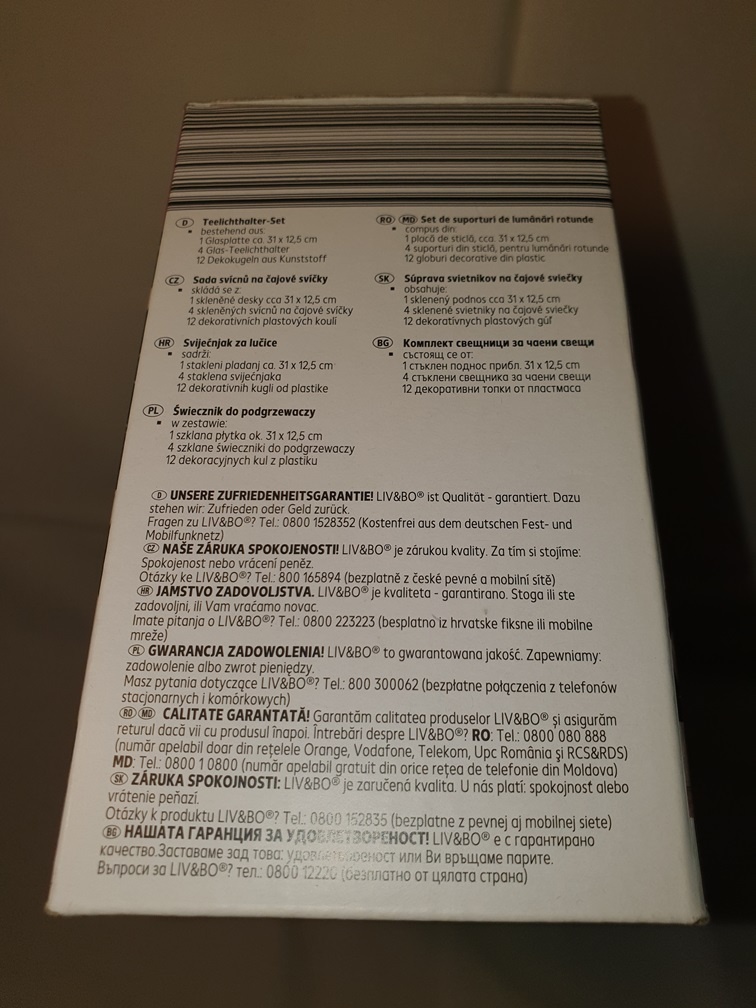 D Teelichthalter-Set
▪ bestehend aus:
1 Glasplatte ca. 31 x 12,5 cm
4 Glas-Teelichthalter
12 Dekokugeln aus Kunststoff
CZ Sada svícnů na čajové svíčky
▪ skládá se z:
1 skleněné desky cca 31 x 12,5 cm
4 skleněných svícnů na čajové svíčky
12 dekorativních plastových koulí
HR Svijećnjak za lučice
▪ sadrži:
1 stakleni pladanj ca. 31 x 12,5 cm
4 staklena svijećnjaka
12 dekorativnih kugli od plastike
PL Świecznik do podgrzewaczy
▪ w zestawie:
1 szklana płytka ok. 31 x 12,5 cm
4 szklane świeczniki do podgrzewaczy
12 dekoracyjnych kul z plastiku
RO MD Set de suporturi de lumânări rotunde
▪ compus din:
1 placă de sticlă, cca. 31 x 12,5 cm
4 suporturi din sticlă, pentru lumânări rotunde
12 globuri decorative din plastic
SK Súprava svietnikov na čajové sviečky
▪ obsahuje:
1 sklenený podnos cca 31 x 12,5 cm
4 sklenené svietniky na čajové sviečky
12 dekoratívnych plastových gúľ
BG Комплект свещници за чаени свещи
▪ състоящ се от:
1 стъклен поднос прибл. 31 x 12,5 cm
4 стъклени свещника за чаени свещи
12 декоративни топки от пластмаса
D UNSERE ZUFRIEDENHEITSGARANTIE! LIV&BO® ist Qualität - garantiert. Dazu
stehen wir: Zufrieden oder Geld zurück.
Fragen zu LIV&BO®? Tel.: 0800 1528352 (Kostenfrei aus dem deutschen Fest- und
Mobilfunknetz)
CZ NAŠE ZÁRUKA SPOKOJENOSTI! LIV&BO® je zárukou kvality. Za tím si stojíme:
Spokojenost nebo vrácení peněz.
Otázky ke LIV&BO®? Tel.: 800 165894 (bezplatně z české pevné a mobilní sítě)
HR JAMSTVO ZADOVOLJSTVA. LIV&BO® je kvaliteta - garantirano. Stoga ili ste
zadovoljni, ili Vam vraćamo novac.
Imate pitanja o LIV&BO®? Tel.: 0800 223223 (besplatno iz hrvatske fiksne ili mobilne
mreže)
PL GWARANCJA ZADOWOLENIA! LIV&BO® to gwarantowana jakość. Zapewniamy:
zadowolenie albo zwrot pieniędzy.
Masz pytania dotyczące LIV&BO®? Tel.: 800 300062 (bezpłatne połączenia z telefonów
stacjonarnych i komórkowych)
RO MD CALITATE GARANTATĂ! Garantăm calitatea produselor LIV&BO® şi asigurăm
returul dacă vii cu produsul înapoi. Întrebări despre LIV&BO®? RO: Tel.: 0800 080 888
(număr apelabil doar din reţelele Orange, Vodafone, Telekom, Upc România şi RCS&RDS)
MD: Tel.: 0800 1 0800 (număr apelabil gratuit din orice reţea de telefonie din Moldova)
SK ZÁRUKA SPOKOJNOSTI: LIV&BO® je zaručená kvalita. U nás platí: spokojnosť alebo
vrátenie peňazí.
Otázky k produktu LIV&BO®? Tel.: 0800 152835 (bezplatne z pevnej aj mobilnej siete)
BG НАШАТА ГАРАНЦИЯ ЗА УДОВЛЕТВОРЕНОСТ! LIV&BO® е с гарантирано
качество.Заставаме зад това: удовлетвореност или Ви връщаме парите.
Въпроси за LIV&BO®? тел.: 0800 12220 (безплатно от цялата страна)